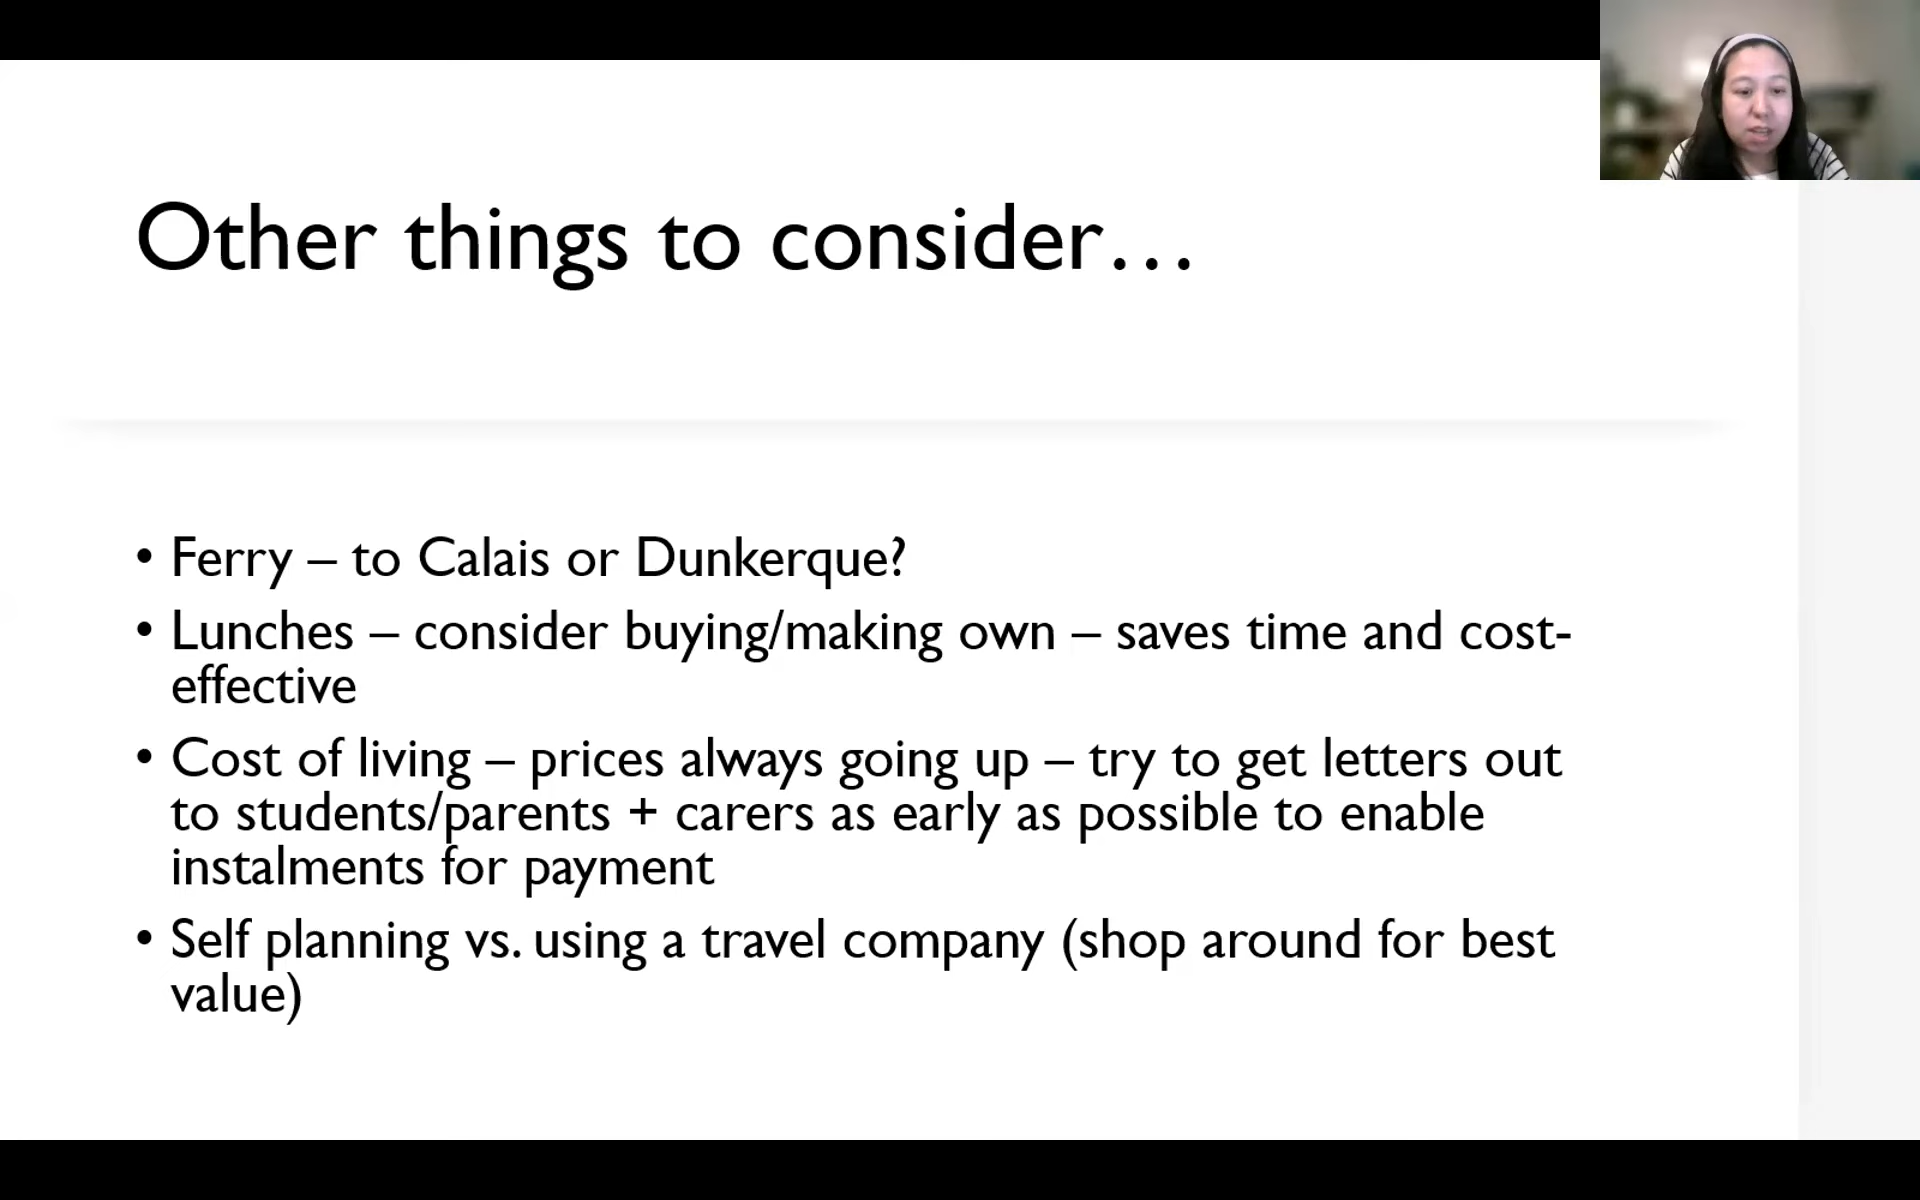 Other things to consider…
• Ferry – to Calais or Dunkerque?
• Lunches – consider buying/making own – saves time and cost-
effective
• Cost of living – prices always going up – try to get letters out
to students/parents + carers as early as possible to enable
instalments for payment
• Self planning vs. using a travel company (shop around for best
value)